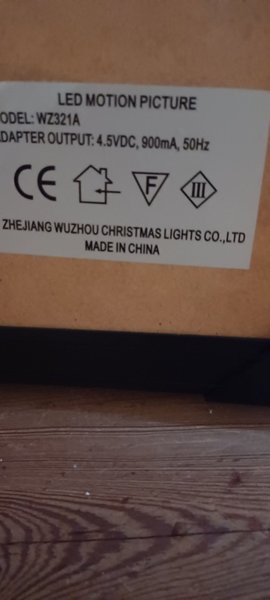 LED MOTION PICTURE
ODEL: WZ321A
ADAPTER OUTPUT: 4.5VDC, 900mA, 50Hz
CE F III
ZHEJIANG WUZHOU CHRISTMAS LIGHTS CO.,LTD
MADE IN CHINA